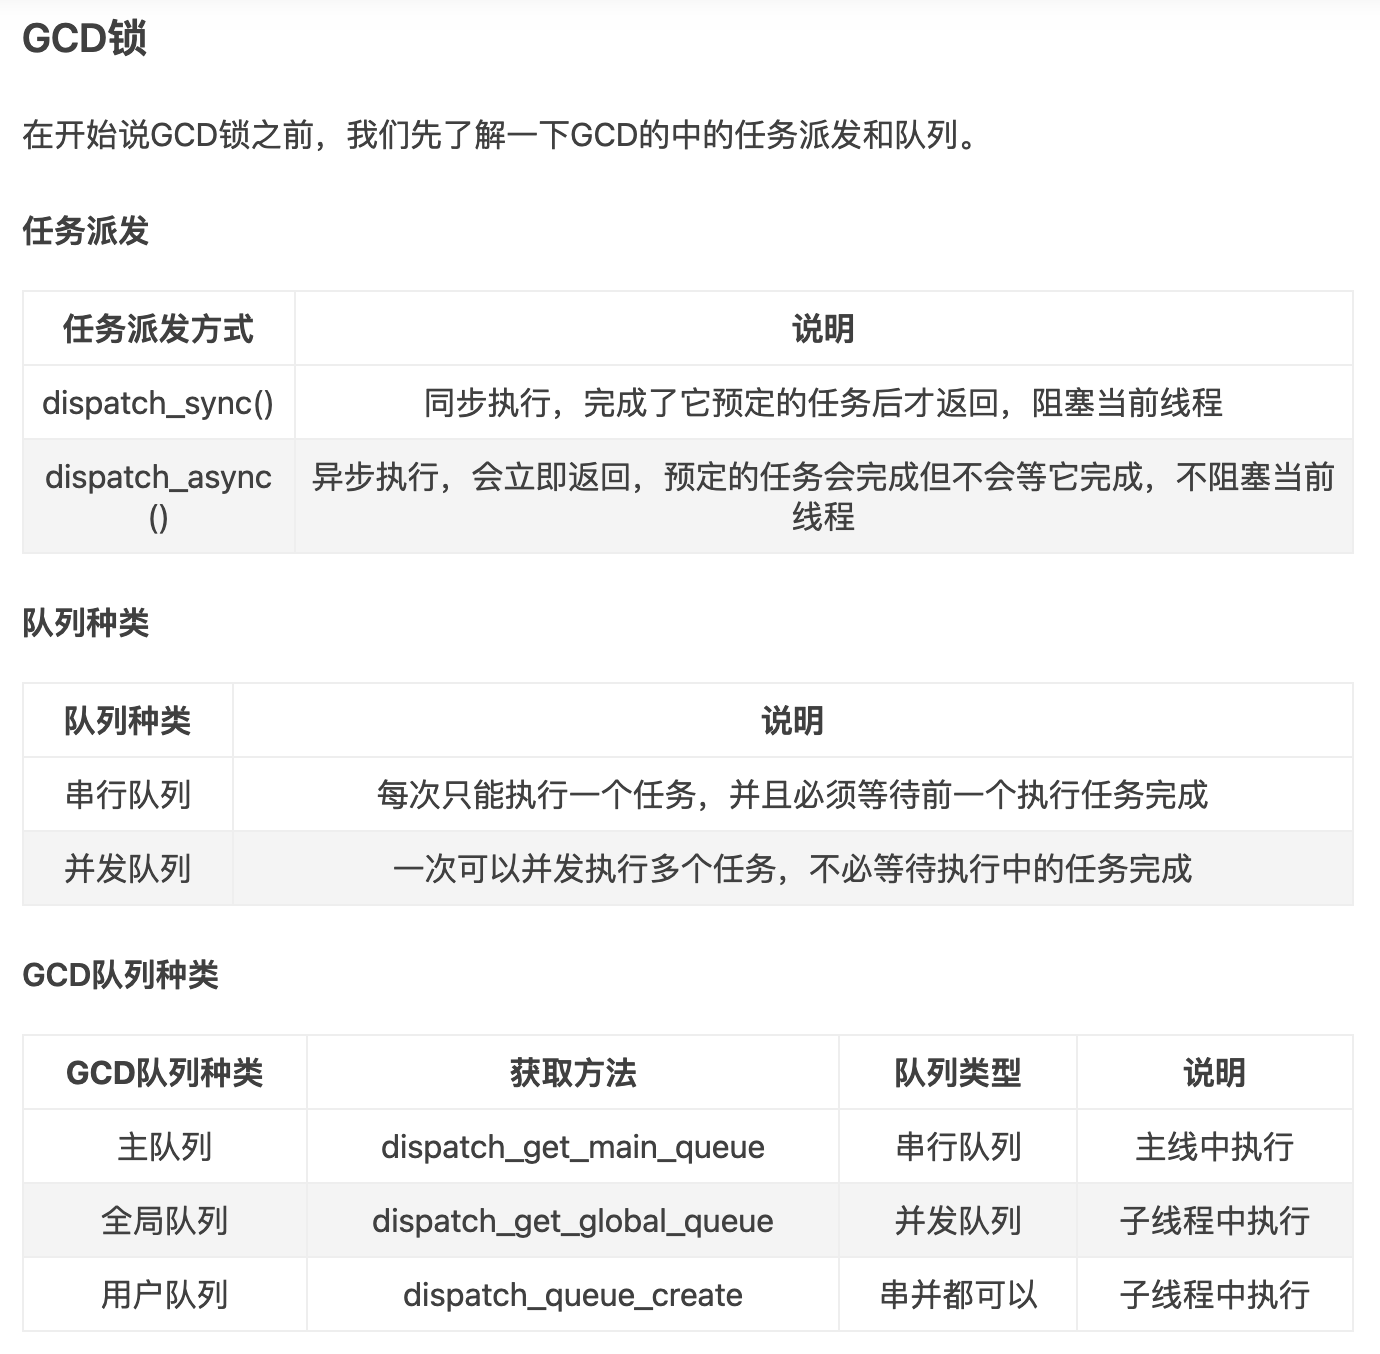 GCD锁
在开始说GCD锁之前，我们先了解一下GCD的中的任务派发和队列。
任务派发
任务派发方式 说明
dispatch_sync() 同步执行，完成了它预定的任务后才返回，阻塞当前线程
dispatch_async 异步执行，会立即返回，预定的任务会完成但不会等它完成，不阻塞当前
() 线程
队列种类
队列种类 说明
串行队列 每次只能执行一个任务，并且必须等待前一个执行任务完成
并发队列 一次可以并发执行多个任务，不必等待执行中的任务完成
GCD队列种类
GCD队列种类 获取方法 队列类型 说明
主队列 dispatch_get_main_queue 串行队列 主线中执行
全局队列 dispatch_get_global_queue 并发队列 子线程中执行
用户队列 dispatch_queue_create 串并都可以 子线程中执行